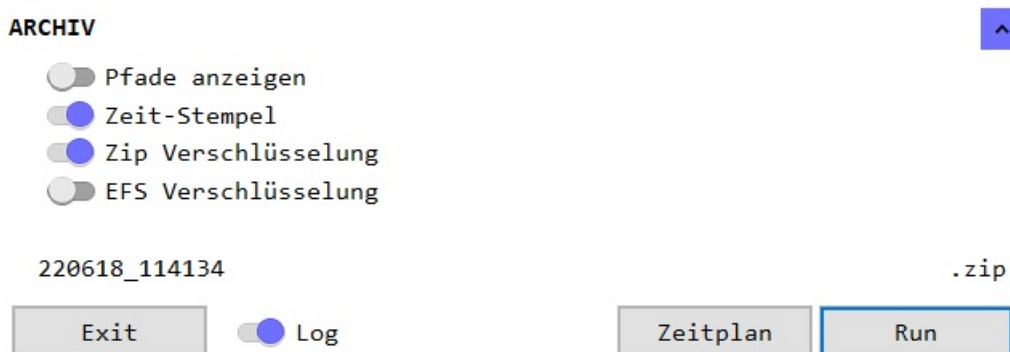 ARCHIV
Pfade anzeigen
Zeit-Stempel
Zip Verschlüsselung
EFS Verschlüsselung
220618_114134 .zip
Exit Log Zeitplan Run